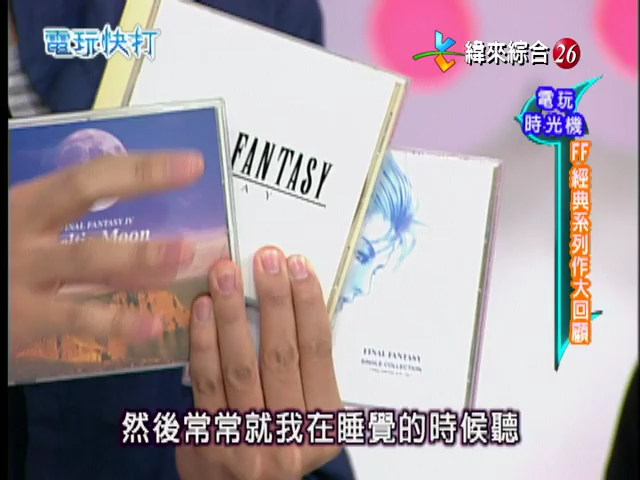 電玩快打
緯來綜合26
電玩
時光機
FF經典系列作大回顧
FANTASY
FINAL FANTASY IV
Moon
FINAL FANTASY
SINGLE COLLECTION
然後常常就我在睡覺的時候聽